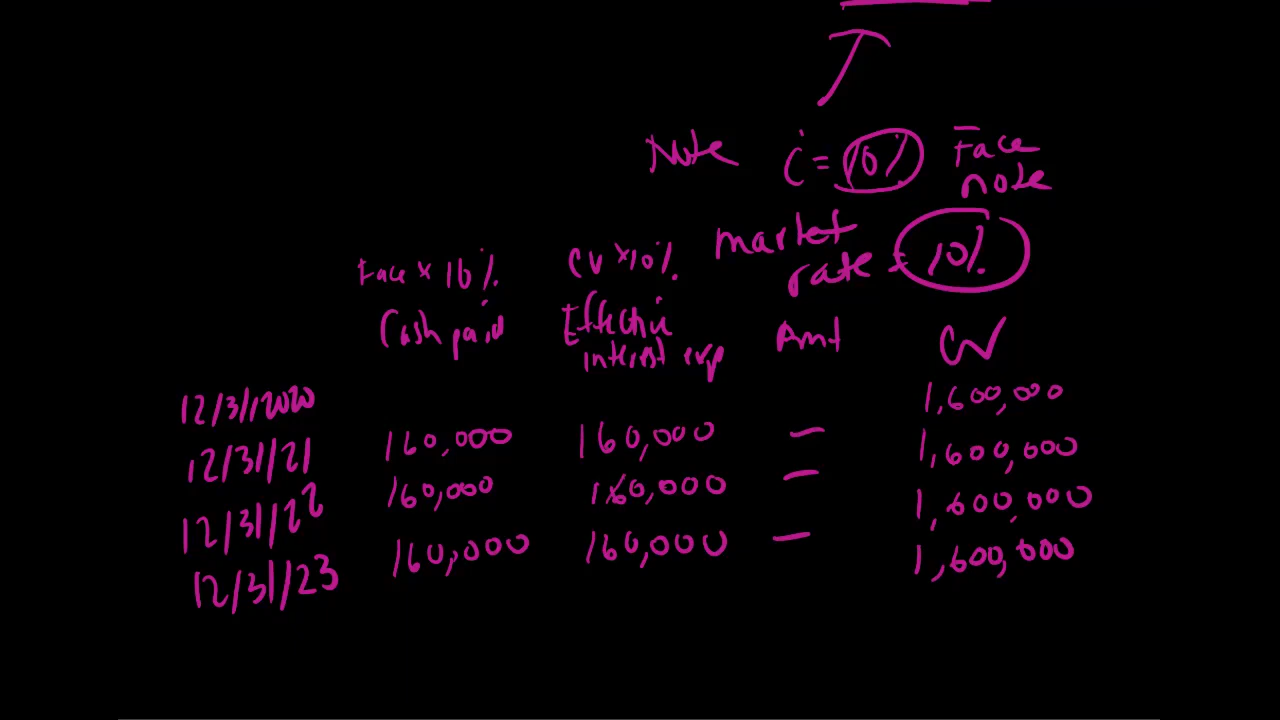 Note i = 10% Face note
market rate = 10%
Face × 10% CV × 10%
Cash paid Effective interest exp Amt CV
12/31/2020 1,600,000
12/31/21 160,000 160,000 — 1,600,000
12/31/22 160,000 160,000 — 1,600,000
12/31/23 160,000 160,000 — 1,600,000